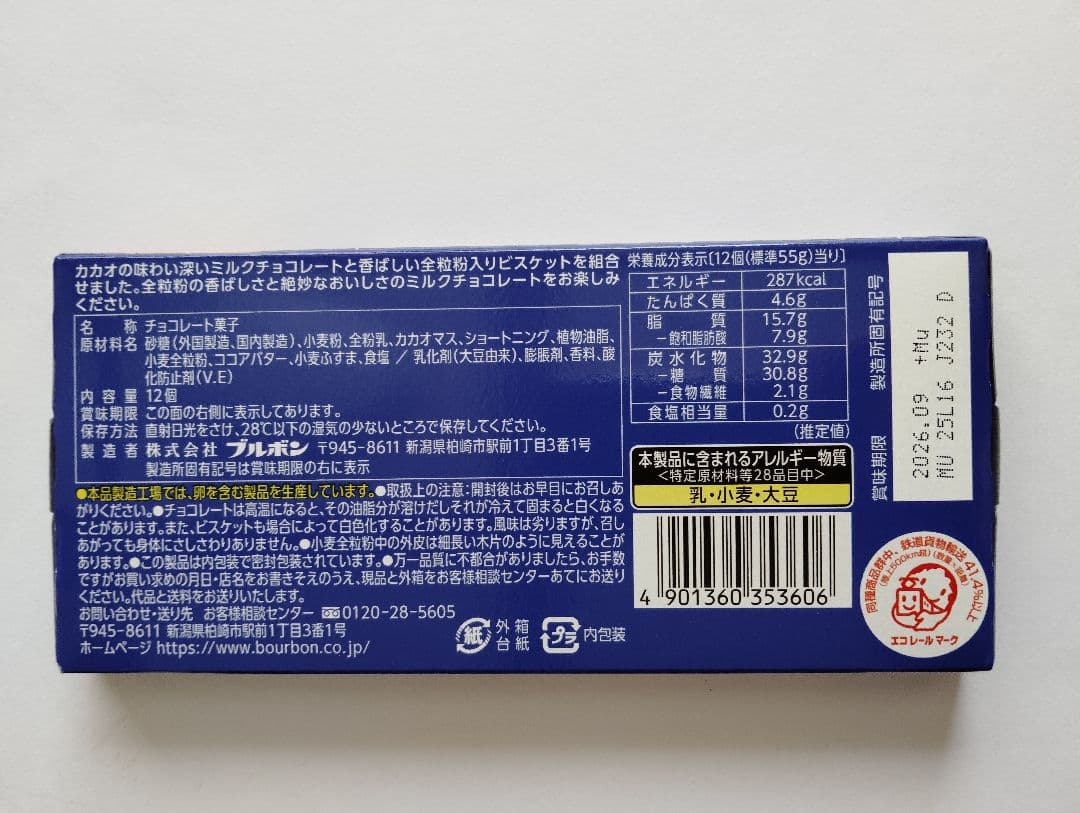 カカオの味わい深いミルクチョコレートと香ばしい全粒粉入りビスケットを組合
せました。全粒粉の香ばしさと絶妙なおいしさのミルクチョコレートをお楽しみ
ください。
名 称 チョコレート菓子
原材料名 砂糖（外国製造、国内製造）、小麦粉、全粉乳、カカオマス、ショートニング、植物油脂、
小麦全粒粉、ココアバター、小麦ふすま、食塩 ／ 乳化剤（大豆由来）、膨脹剤、香料、酸
化防止剤（V.E）
内 容 量 12個
賞味期限 この面の右側に表示してあります。
保存方法 直射日光をさけ、28℃以下の湿気の少ないところで保存してください。
製 造 者 株式会社 ブルボン 〒945-8611 新潟県柏崎市駅前1丁目3番1号
製造所固有記号は賞味期限の右に表示
●本品製造工場では、卵を含む製品を生産しています。●取扱上の注意：開封後はお早目にお召しあ
がりください。●チョコレートは高温になると、その油脂分が溶けだしそれが冷えて固まると白くなる
ことがあります。また、ビスケットも場合によって白色化することがあります。風味は劣りますが、召し
あがっても身体にさしさわりありません。●小麦全粒粉中の外皮は細長い木片のように見えることが
あります。●この製品は内包装で密封包装されています。●万一品質に不都合がありましたら、お手数
ですがお買い求めの月日・店名をお書きそえのうえ、現品と外箱をお客様相談センターあてにお送り
ください。代品と送料をお送りいたします。
お問い合わせ・送り先 お客様相談センター 0120-28-5605
〒945-8611 新潟県柏崎市駅前1丁目3番1号
ホームページ https://www.bourbon.co.jp/
紙 外箱
台紙
プラ 内包装
栄養成分表示〔12個(標準55g)当り〕
エネルギー 287kcal
たんぱく質 4.6g
脂 質 15.7g
－飽和脂肪酸 7.9g
炭水化物 32.9g
－糖 質 30.8g
－食物繊維 2.1g
食塩相当量 0.2g
(推定値)
本製品に含まれるアレルギー物質
＜特定原材料等28品目中＞
乳・小麦・大豆
4 901360 353606
賞味期限 製造所固有記号
2026.09 +Mu
MU 25L16 J232 D
同種商品群中、鉄道貨物輸送41.4%以上
(陸上500km超)(数量×距離)
エコレールマーク